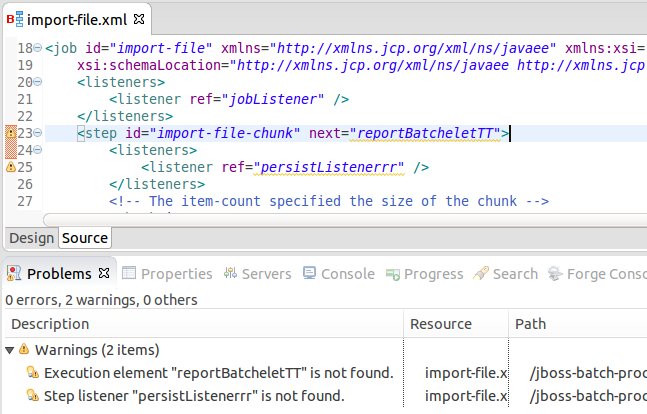 import-file.xml
18 <job id="import-file" xmlns="http://xmlns.jcp.org/xml/ns/javaee" xmlns:xsi=
19 xsi:schemaLocation="http://xmlns.jcp.org/xml/ns/javaee http://xmlns.jcp
20 <listeners>
21 <listener ref="jobListener" />
22 </listeners>
23 <step id="import-file-chunk" next="reportBatcheletTT">
24 <listeners>
25 <listener ref="persistListenerrr" />
26 </listeners>
27 <!-- The item-count specified the size of the chunk -->
Design Source
Problems Properties Servers Console Progress Search Forge Conso
0 errors, 2 warnings, 0 others
Description Resource Path
Warnings (2 items)
Execution element "reportBatcheletTT" is not found. import-file.x /jboss-batch-proc
Step listener "persistListenerrr" is not found. import-file.x /jboss-batch-proc